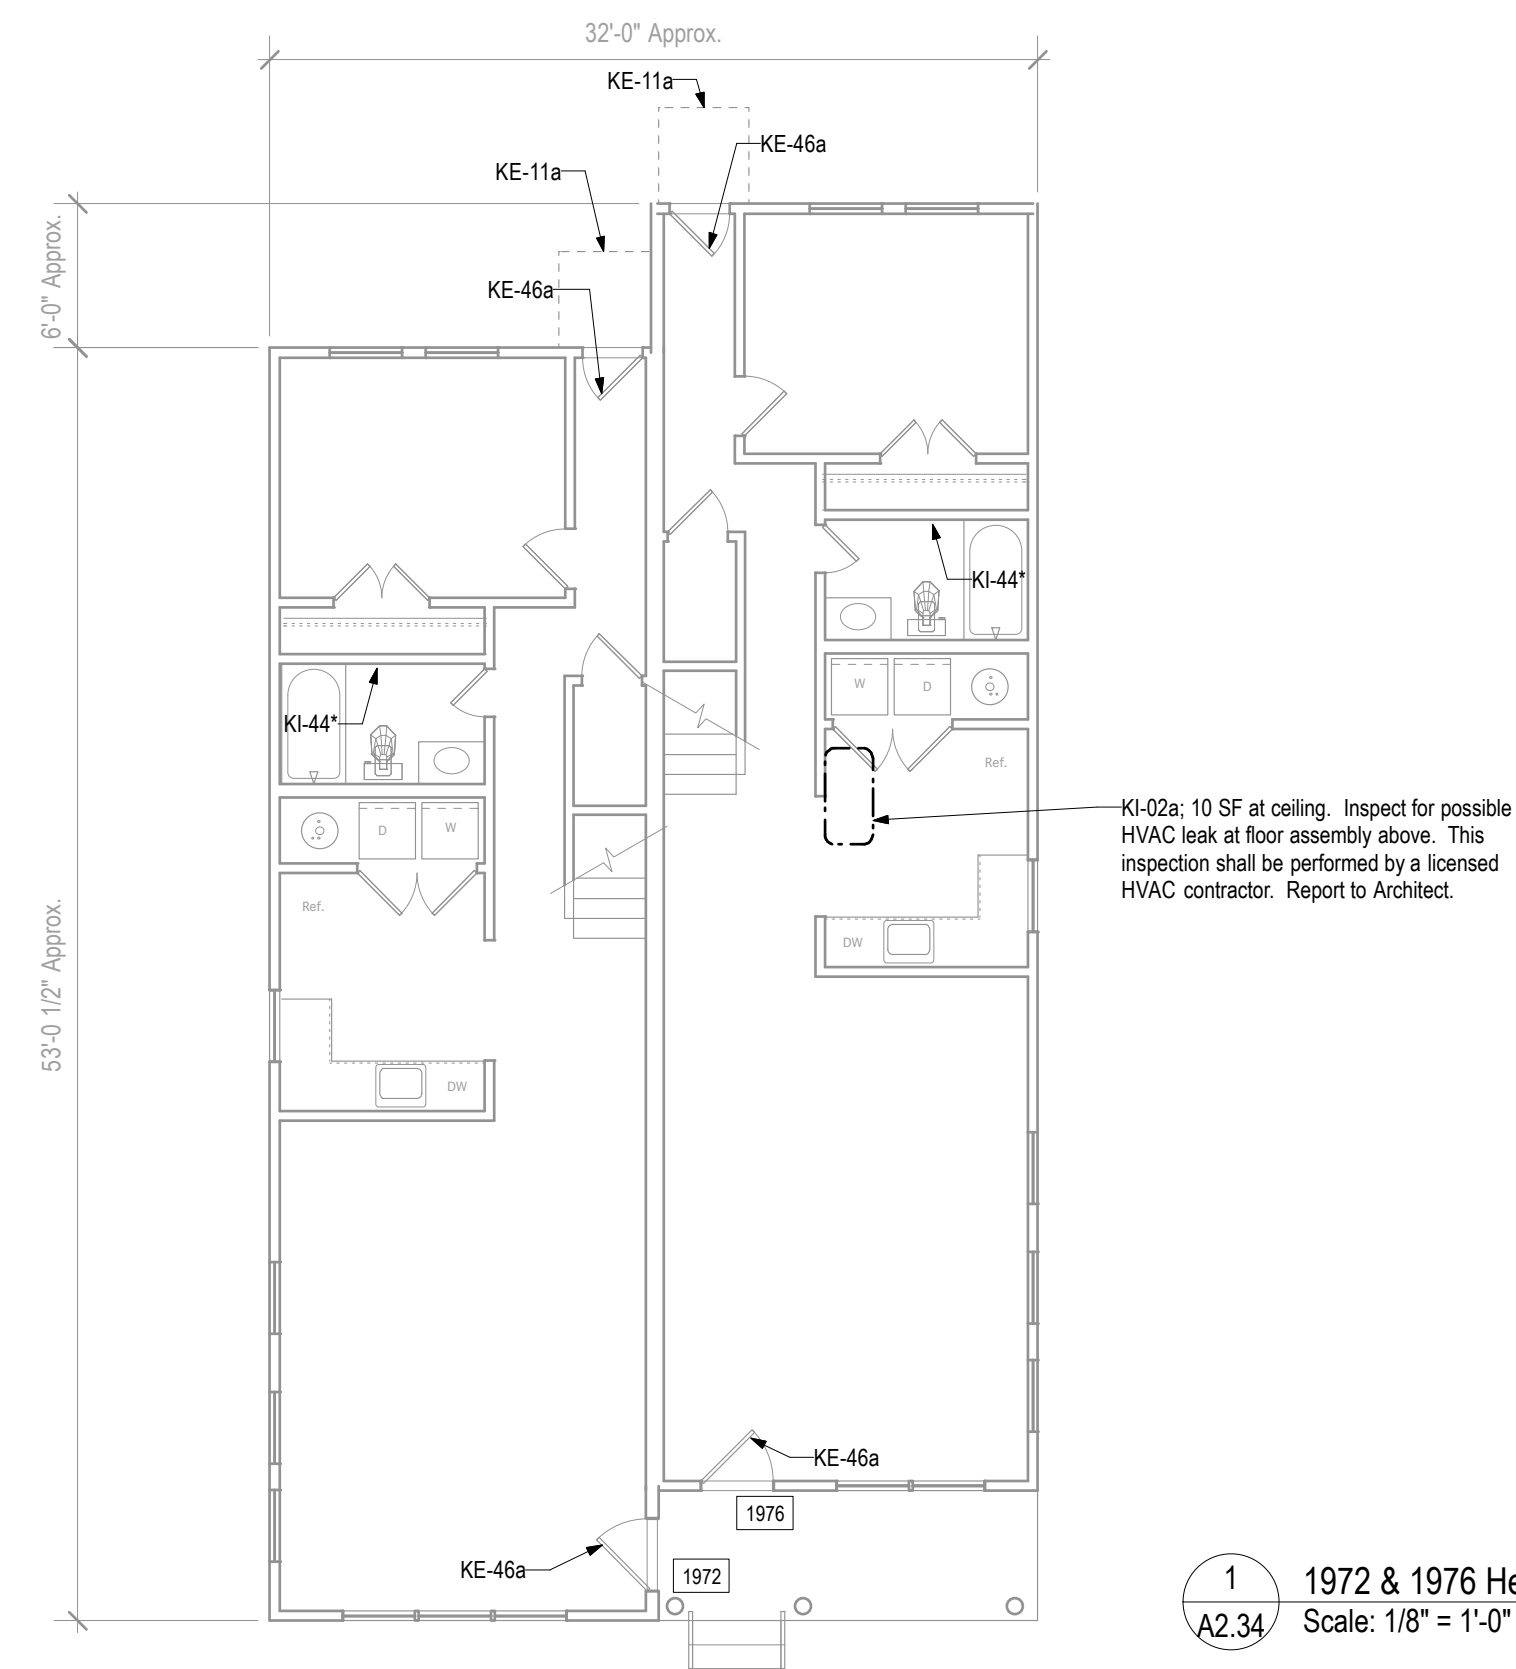 32'-0" Approx.
KE-11a
KE-46a
KE-11a
6'-0" Approx.
KE-46a
KI-44*
W
D
KI-44*
Ref.
KI-02a; 10 SF at ceiling. Inspect for possible
HVAC leak at floor assembly above. This
inspection shall be performed by a licensed
HVAC contractor. Report to Architect.
D
W
Ref.
DW
53'-0 1/2" Approx.
DW
KE-46a
1976
KE-46a
1972
1
A2.34
1972 & 1976 He
Scale: 1/8" = 1'-0"